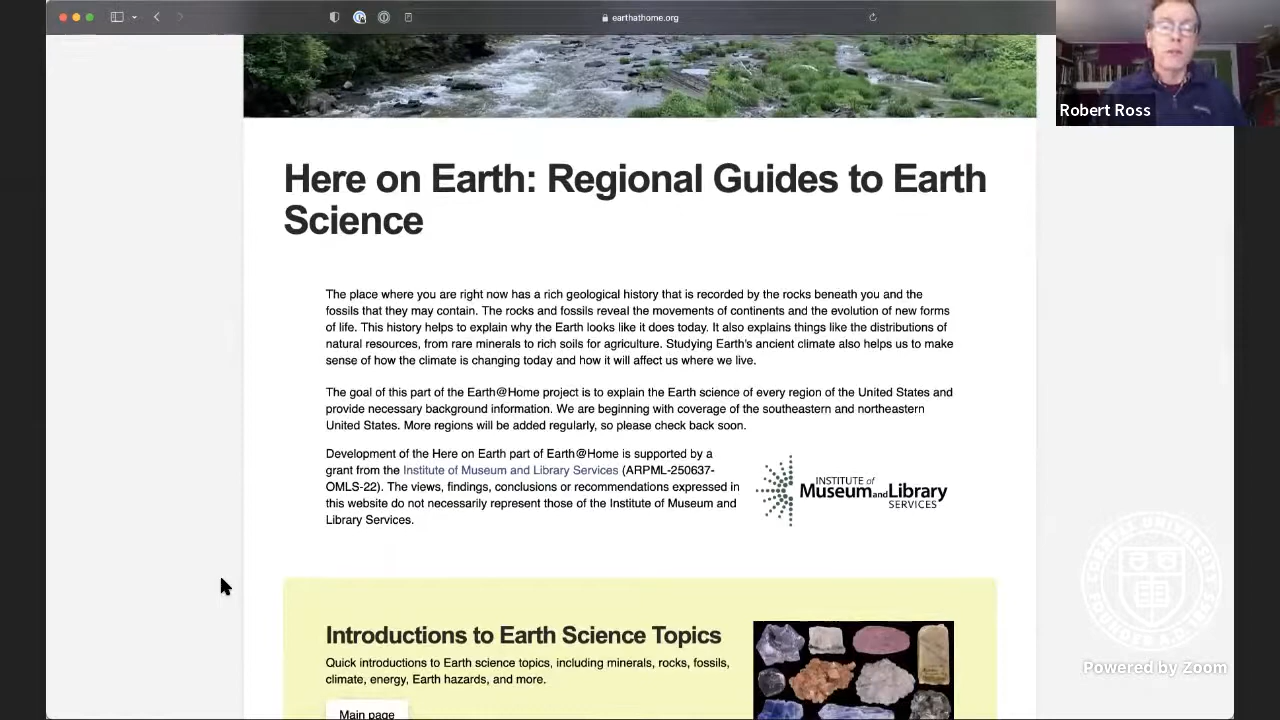 earthathome.org
Robert Ross
Here on Earth: Regional Guides to Earth
Science
The place where you are right now has a rich geological history that is recorded by the rocks beneath you and the
fossils that they may contain. The rocks and fossils reveal the movements of continents and the evolution of new forms
of life. This history helps to explain why the Earth looks like it does today. It also explains things like the distributions of
natural resources, from rare minerals to rich soils for agriculture. Studying Earth's ancient climate also helps us to make
sense of how the climate is changing today and how it will affect us where we live.
The goal of this part of the Earth@Home project is to explain the Earth science of every region of the United States and
provide necessary background information. We are beginning with coverage of the southeastern and northeastern
United States. More regions will be added regularly, so please check back soon.
Development of the Here on Earth part of Earth@Home is supported by a
grant from the Institute of Museum and Library Services (ARPML-250637-
OMLS-22). The views, findings, conclusions or recommendations expressed in
this website do not necessarily represent those of the Institute of Museum and
Library Services.
INSTITUTE of
Museum and Library
SERVICES
CORNELL UNIVERSITY
FOUNDED A.D. 1865
Introductions to Earth Science Topics
Quick introductions to Earth science topics, including minerals, rocks, fossils,
climate, energy, Earth hazards, and more.
Powered by Zoom
Main page